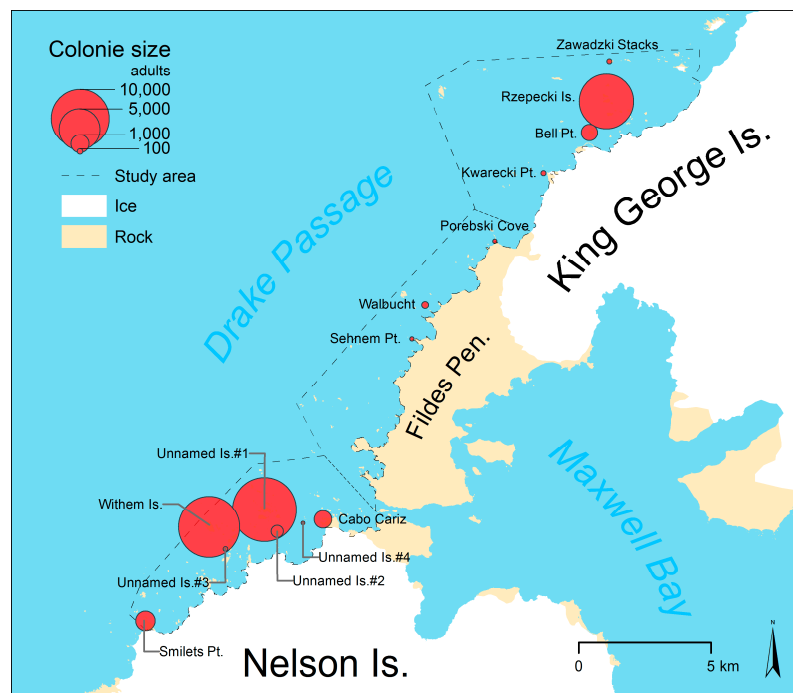 Colonie size
adults
10,000
5,000
1,000
100
Study area
Ice
Rock
Zawadzki Stacks
Rzepecki Is.
Bell Pt.
Kwarecki Pt.
Porebski Cove
Walbucht
Sehnem Pt.
King George Is.
Drake Passage
Fildes Pen.
Maxwell Bay
Unnamed Is.#1
Withem Is.
Cabo Cariz
Unnamed Is.#4
Unnamed Is.#3
Unnamed Is.#2
Smilets Pt.
Nelson Is.
N
0 5 km